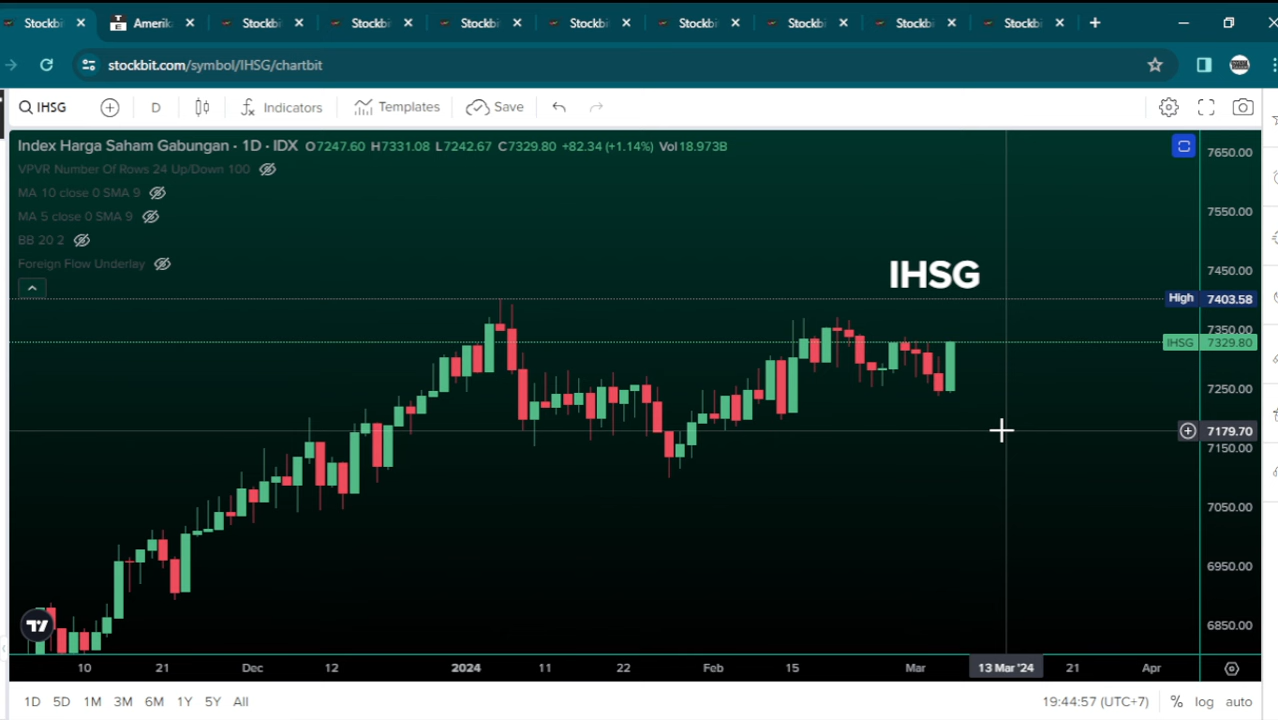 Stockbi Amerik Stockbi Stockbi Stockbi Stockbi Stockbi Stockbi Stockbi Stockbi
stockbit.com/symbol/IHSG/chartbit
IHSG D Indicators Templates Save
Index Harga Saham Gabungan · 1D · IDX O7247.60 H7331.08 L7242.67 C7329.80 +82.34 (+1.14%) Vol18.973B
VPVR Number Of Rows 24 Up/Down 100
MA 10 close 0 SMA 9
MA 5 close 0 SMA 9
BB 20 2
Foreign Flow Underlay
IHSG
7650.00
7550.00
7450.00
High 7403.58
7350.00
IHSG 7329.80
7250.00
7179.70
7150.00
7050.00
6950.00
6850.00
10 21 Dec 12 2024 11 22 Feb 15 Mar 13 Mar '24 21 Apr
1D 5D 1M 3M 6M 1Y 5Y All 19:44:57 (UTC+7) % log auto